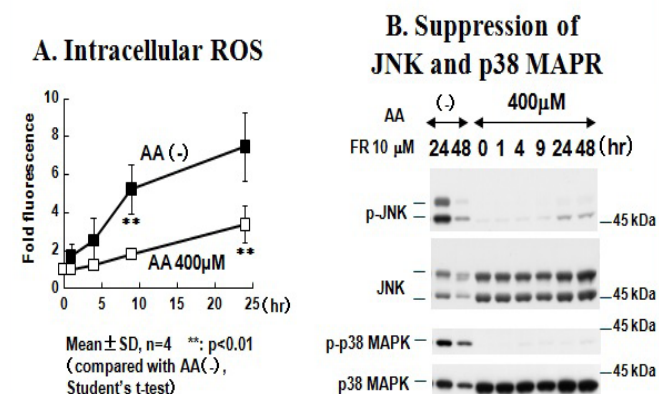 A. Intracellular ROS
Fold fluorescence
10
8
6
4
2
0
AA (-)
**
AA 400μM
**
0 5 10 15 20 25 (hr)
Mean±SD, n=4 **: p<0.01
(compared with AA(-),
Student's t-test)
B. Suppression of
JNK and p38 MAPR
AA (-) 400μM
FR 10 μM 24 48 0 1 4 9 24 48 (hr)
p-JNK
45 kDa
JNK
45 kDa
45 kDa
p-p38 MAPK
45 kDa
p38 MAPK